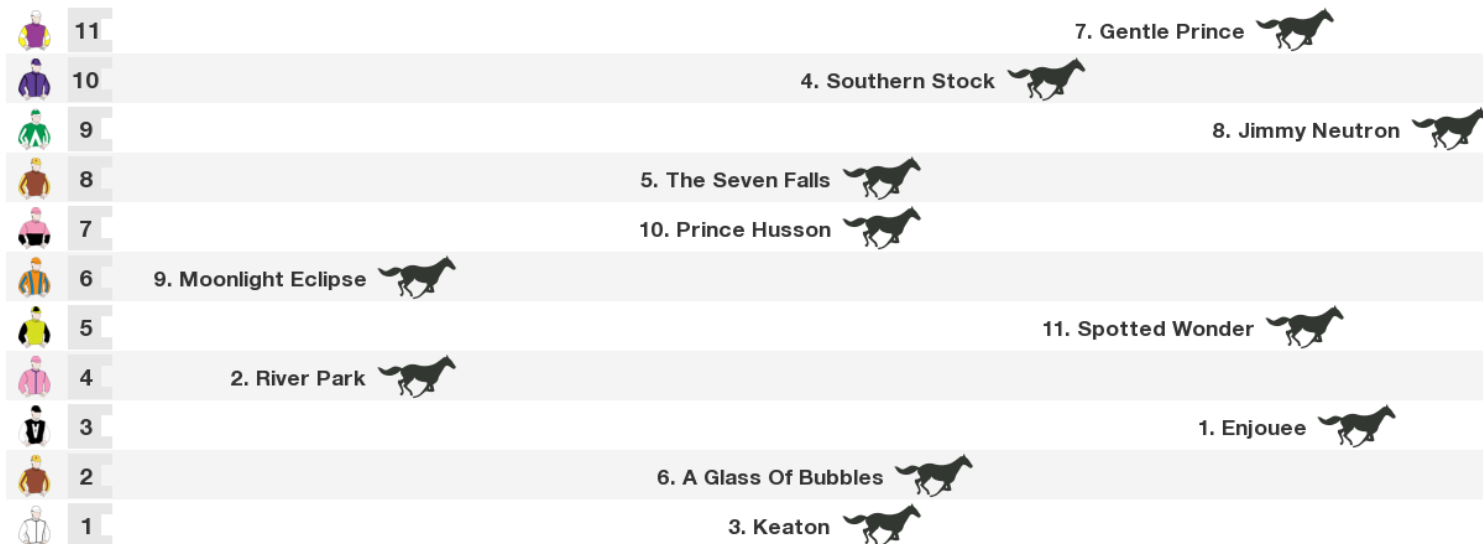 11 7. Gentle Prince
10 4. Southern Stock
9 8. Jimmy Neutron
8 5. The Seven Falls
7 10. Prince Husson
6 9. Moonlight Eclipse
5 11. Spotted Wonder
4 2. River Park
3 1. Enjouee
2 6. A Glass Of Bubbles
1 3. Keaton